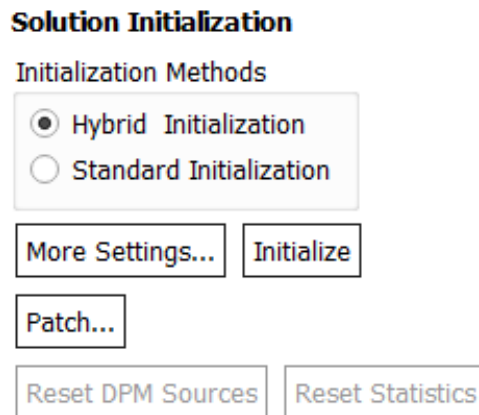 Solution Initialization
Initialization Methods
Hybrid Initialization
Standard Initialization
More Settings... Initialize
Patch...
Reset DPM Sources Reset Statistics